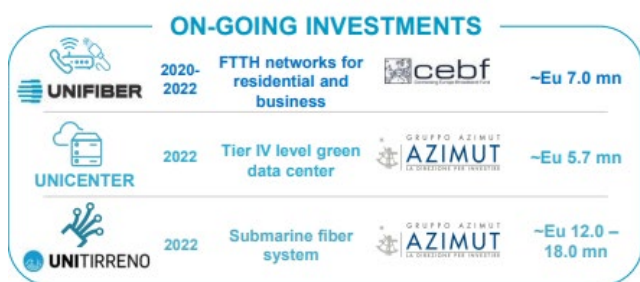 ON-GOING INVESTMENTS
UNIFIBER
2020-
2022
FTTH networks for
residential and
business
cebf
Connecting Europe Broadband Fund
~Eu 7.0 mn
UNICENTER
2022
Tier IV level green
data center
GRUPPO AZIMUT
AZIMUT
LA DIREZIONE PER INVESTIRE
~Eu 5.7 mn
UNITIRRENO
2022
Submarine fiber
system
GRUPPO AZIMUT
AZIMUT
LA DIREZIONE PER INVESTIRE
~Eu 12.0 –
18.0 mn